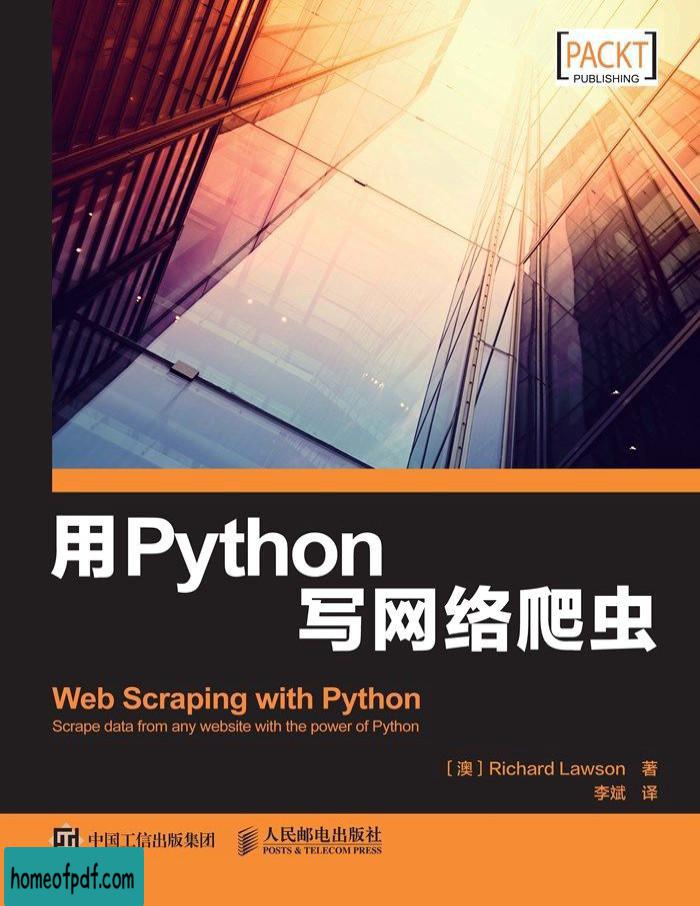 [PACKT]
PUBLISHING
用Python
写网络爬虫
Web Scraping with Python
Scrape data from any website with the power of Python
[澳] Richard Lawson 著
李斌 译
中国工信出版集团
人民邮电出版社
POSTS & TELECOM PRESS
homeofpdf.com